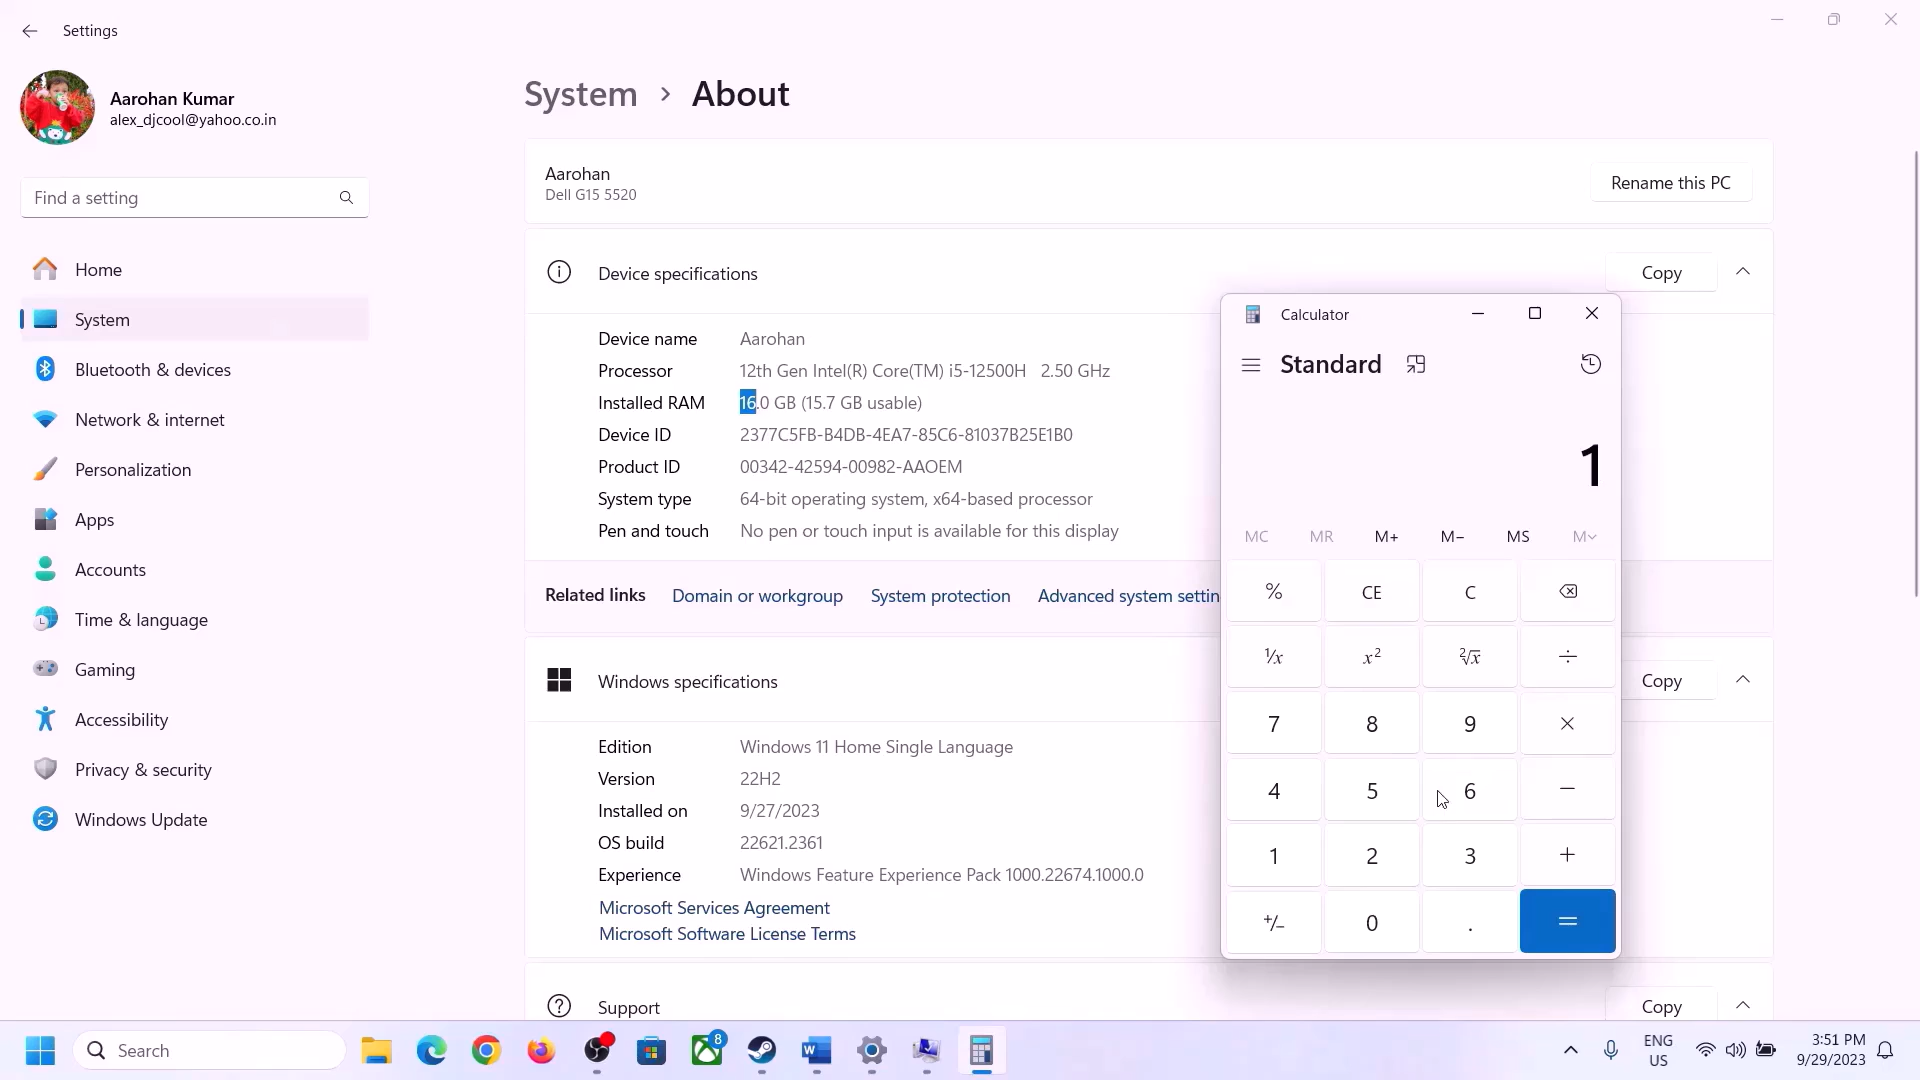 Settings
Aarohan Kumar
alex_djcool@yahoo.co.in
Find a setting
Home
System
Bluetooth & devices
Network & internet
Personalization
Apps
Accounts
Time & language
Gaming
Accessibility
Privacy & security
Windows Update
System > About
Aarohan
Dell G15 5520
Rename this PC
Device specifications
Copy
Device name Aarohan
Processor 12th Gen Intel(R) Core(TM) i5-12500H 2.50 GHz
Installed RAM 16.0 GB (15.7 GB usable)
Device ID 2377C5FB-B4DB-4EA7-85C6-81037B25E1B0
Product ID 00342-42594-00982-AAOEM
System type 64-bit operating system, x64-based processor
Pen and touch No pen or touch input is available for this display
Related links Domain or workgroup System protection Advanced system settin
Windows specifications
Copy
Edition Windows 11 Home Single Language
Version 22H2
Installed on 9/27/2023
OS build 22621.2361
Experience Windows Feature Experience Pack 1000.22674.1000.0
Microsoft Services Agreement
Microsoft Software License Terms
Support
Copy
Calculator
Standard
1
MC MR M+ M− MS M
% CE C
¹⁄x x² ²√x ÷
7 8 9 ×
4 5 6 −
1 2 3 +
+/− 0 . =
Search
8
ENG
US
3:51 PM
9/29/2023